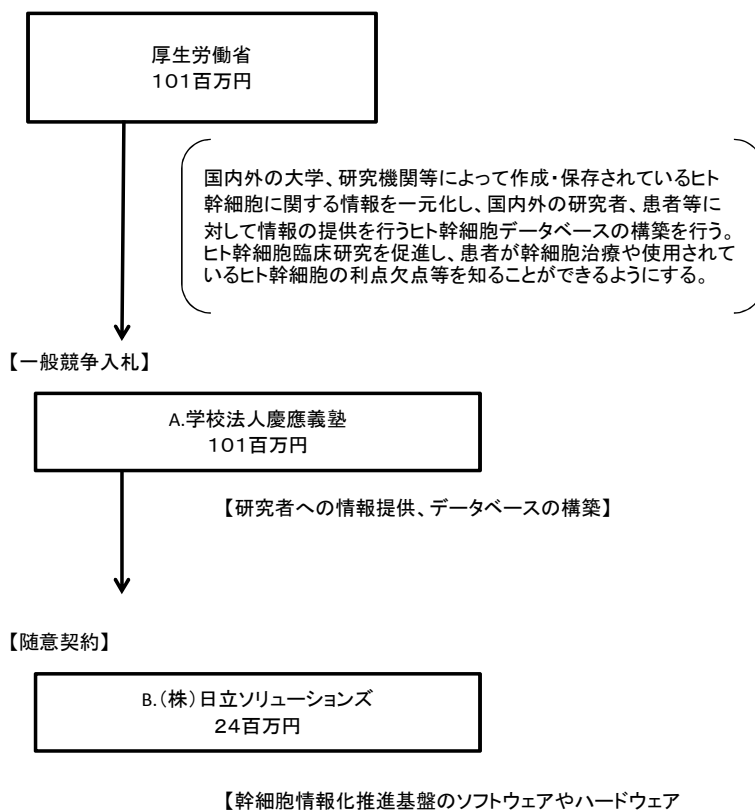 厚生労働省
101百万円
国内外の大学、研究機関等によって作成・保存されているヒト
幹細胞に関する情報を一元化し、国内外の研究者、患者等に
対して情報の提供を行うヒト幹細胞データベースの構築を行う。
ヒト幹細胞臨床研究を促進し、患者が幹細胞治療や使用されて
いるヒト幹細胞の利点欠点等を知ることができるようにする。
【一般競争入札】
A.学校法人慶應義塾
101百万円
【研究者への情報提供、データベースの構築】
【随意契約】
B.(株)日立ソリューションズ
24百万円
【幹細胞情報化推進基盤のソフトウェアやハードウェア